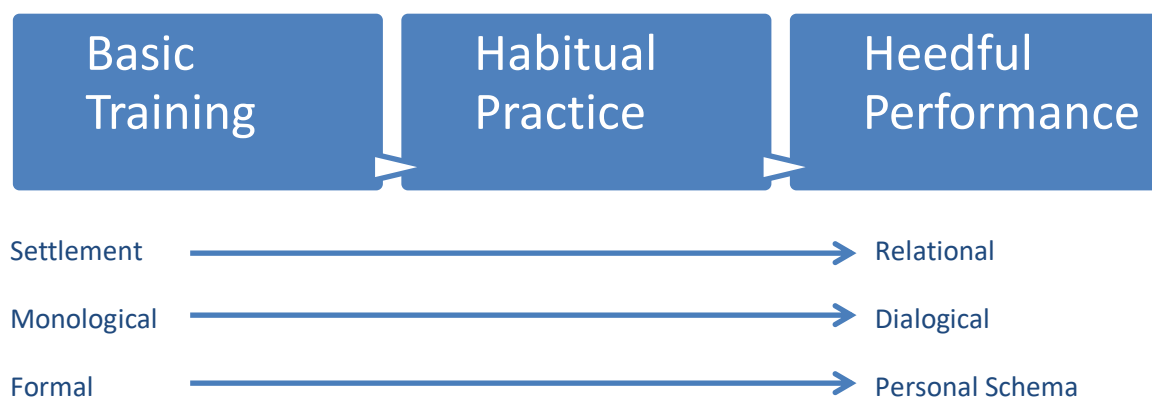 Basic
Training
Habitual
Practice
Heedful
Performance
Settlement
Relational
Monological
Dialogical
Formal
Personal Schema